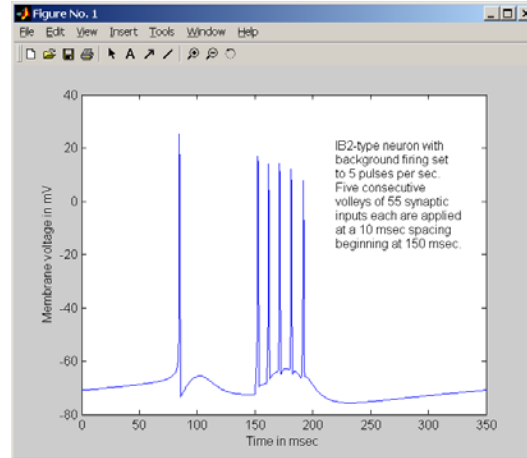 Figure No. 1
File Edit View Insert Tools Window Help
A
40
20
0
-20
-40
-60
-80
Membrane voltage in mV
IB2-type neuron with
background firing set
to 5 pulses per sec.
Five consecutive
volleys of 55 synaptic
inputs each are applied
at a 10 msec spacing
beginning at 150 msec.
0 50 100 150 200 250 300 350
Time in msec